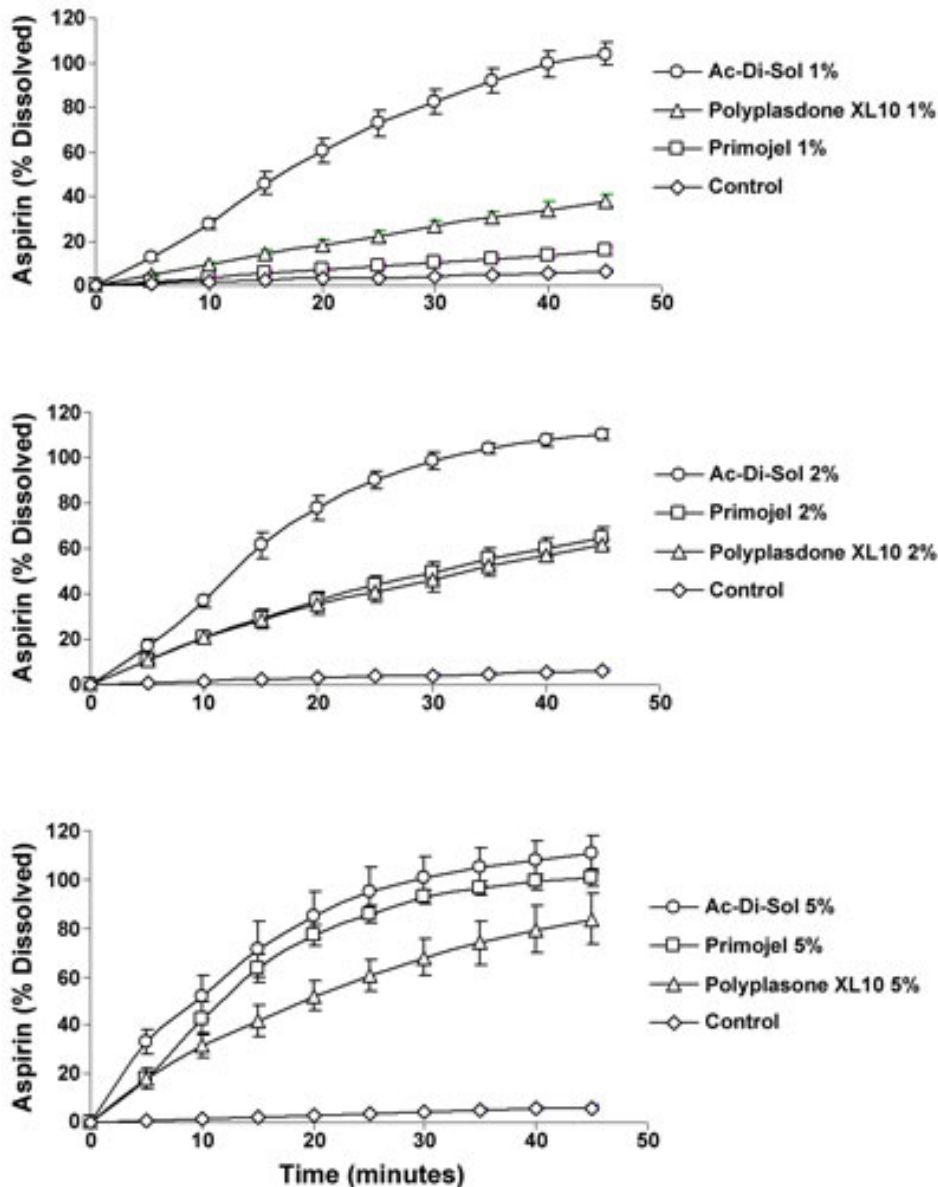 Aspirin (% Dissolved)
120
100
80
60
40
20
0
0 10 20 30 40 50
Ac-Di-Sol 1%
Polyplasdone XL10 1%
Primojel 1%
Control
Aspirin (% Dissolved)
120
100
80
60
40
20
0
0 10 20 30 40 50
Ac-Di-Sol 2%
Primojel 2%
Polyplasdone XL10 2%
Control
Aspirin (% Dissolved)
120
100
80
60
40
20
0
0 10 20 30 40 50
Time (minutes)
Ac-Di-Sol 5%
Primojel 5%
Polyplasone XL10 5%
Control